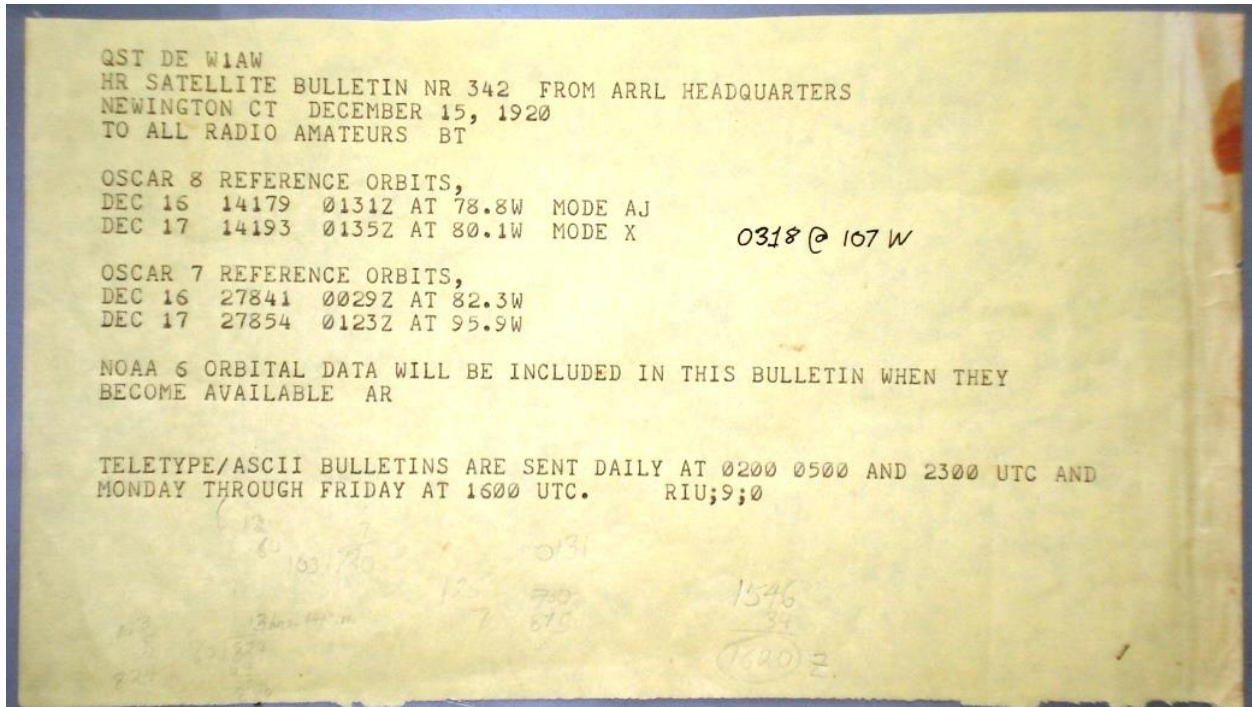 QST DE W1AW
HR SATELLITE BULLETIN NR 342  FROM ARRL HEADQUARTERS
NEWINGTON CT  DECEMBER 15, 1920
TO ALL RADIO AMATEURS  BT
OSCAR 8 REFERENCE ORBITS,
DEC 16  14179  0131Z AT 78.8W  MODE AJ
DEC 17  14193  0135Z AT 80.1W  MODE X  0318 @ 107 W
OSCAR 7 REFERENCE ORBITS,
DEC 16  27841  0029Z AT 82.3W
DEC 17  27854  0123Z AT 95.9W
NOAA 6 ORBITAL DATA WILL BE INCLUDED IN THIS BULLETIN WHEN THEY
BECOME AVAILABLE  AR
TELETYPE/ASCII BULLETINS ARE SENT DAILY AT 0200 0500 AND 2300 UTC AND
MONDAY THROUGH FRIDAY AT 1600 UTC.     RIU;9;0
0131
1546
34
1620 Z